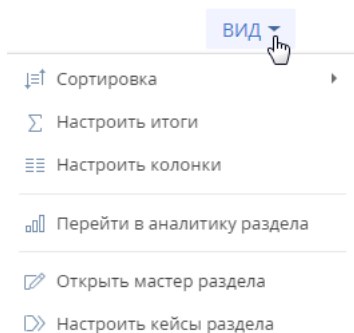 ВИД
Сортировка
Настроить итоги
Настроить колонки
Перейти в аналитику раздела
Открыть мастер раздела
Настроить кейсы раздела